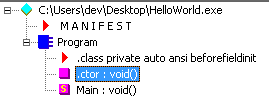 C:\Users\dev\Desktop\HelloWorld.exe
M A N I F E S T
Program
.class private auto ansi beforefieldinit
.ctor : void()
S
Main : void()